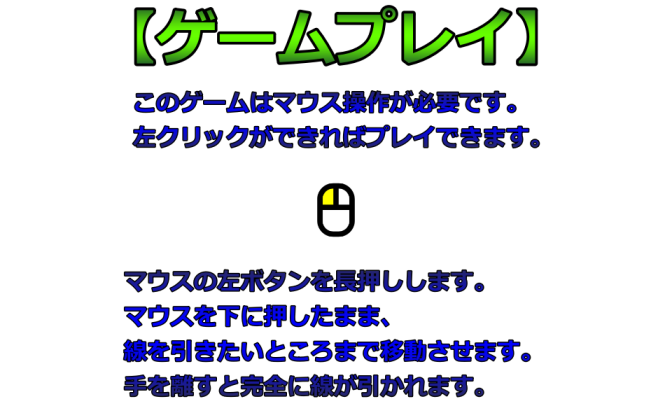 【ゲームプレイ】
このゲームはマウス操作が必要です。
左クリックができればプレイできます。
マウスの左ボタンを長押しします。
マウスを下に押したまま、
線を引きたいところまで移動させます。
手を離すと完全に線が引かれます。